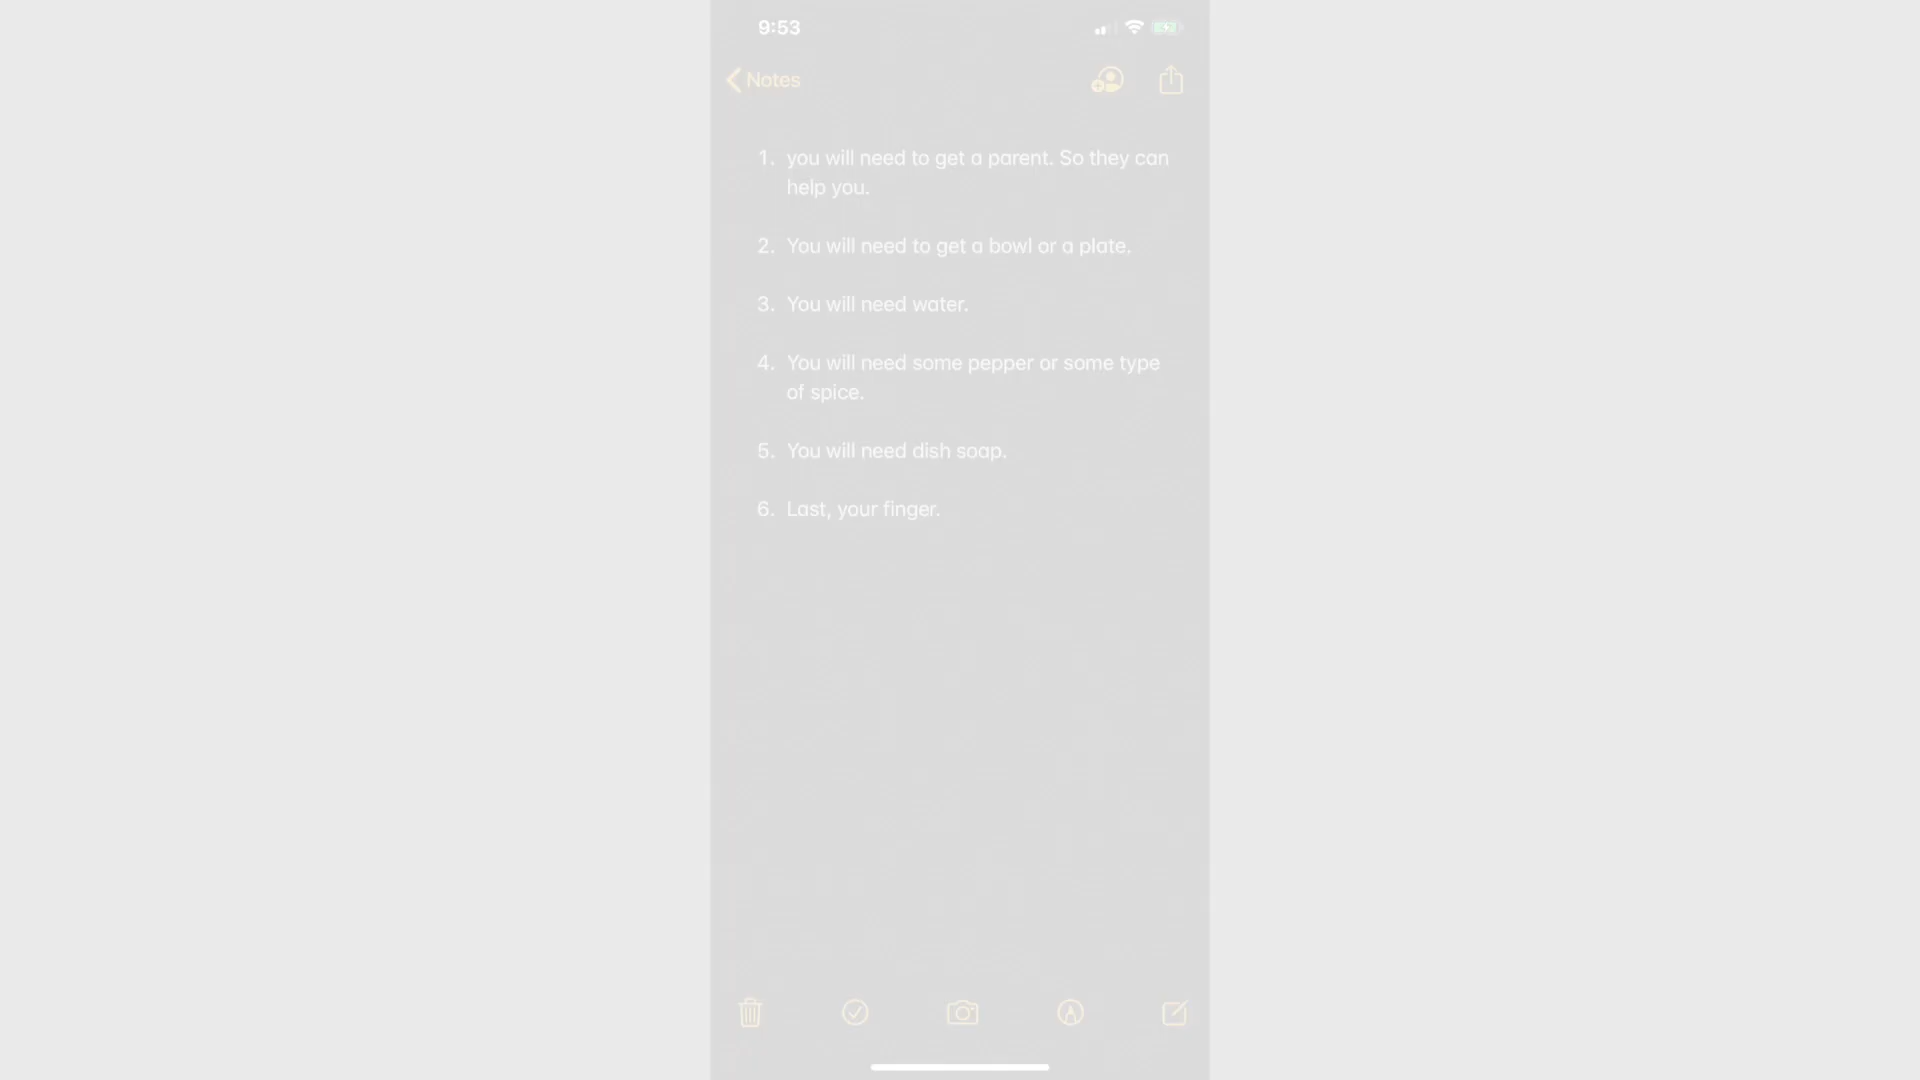 9:53
Notes
1. you will need to get a parent. So they can
help you.
2. You will need to get a bowl or a plate.
3. You will need water.
4. You will need some pepper or some type
of spice.
5. You will need dish soap.
6. Last, your finger.